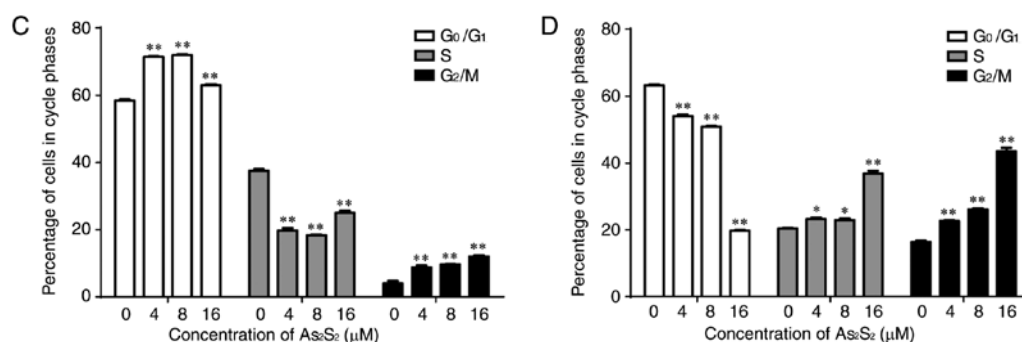 C
Percentage of cells in cycle phases
80
60
40
20
0
G0/G1
S
G2/M
** ** **
** ** **
** ** **
0 4 8 16 0 4 8 16 0 4 8 16
Concentration of As2S2 (μM)
D
Percentage of cells in cycle phases
80
60
40
20
0
G0/G1
S
G2/M
** ** **
* * **
** ** **
0 4 8 16 0 4 8 16 0 4 8 16
Concentration of As2S2 (μM)